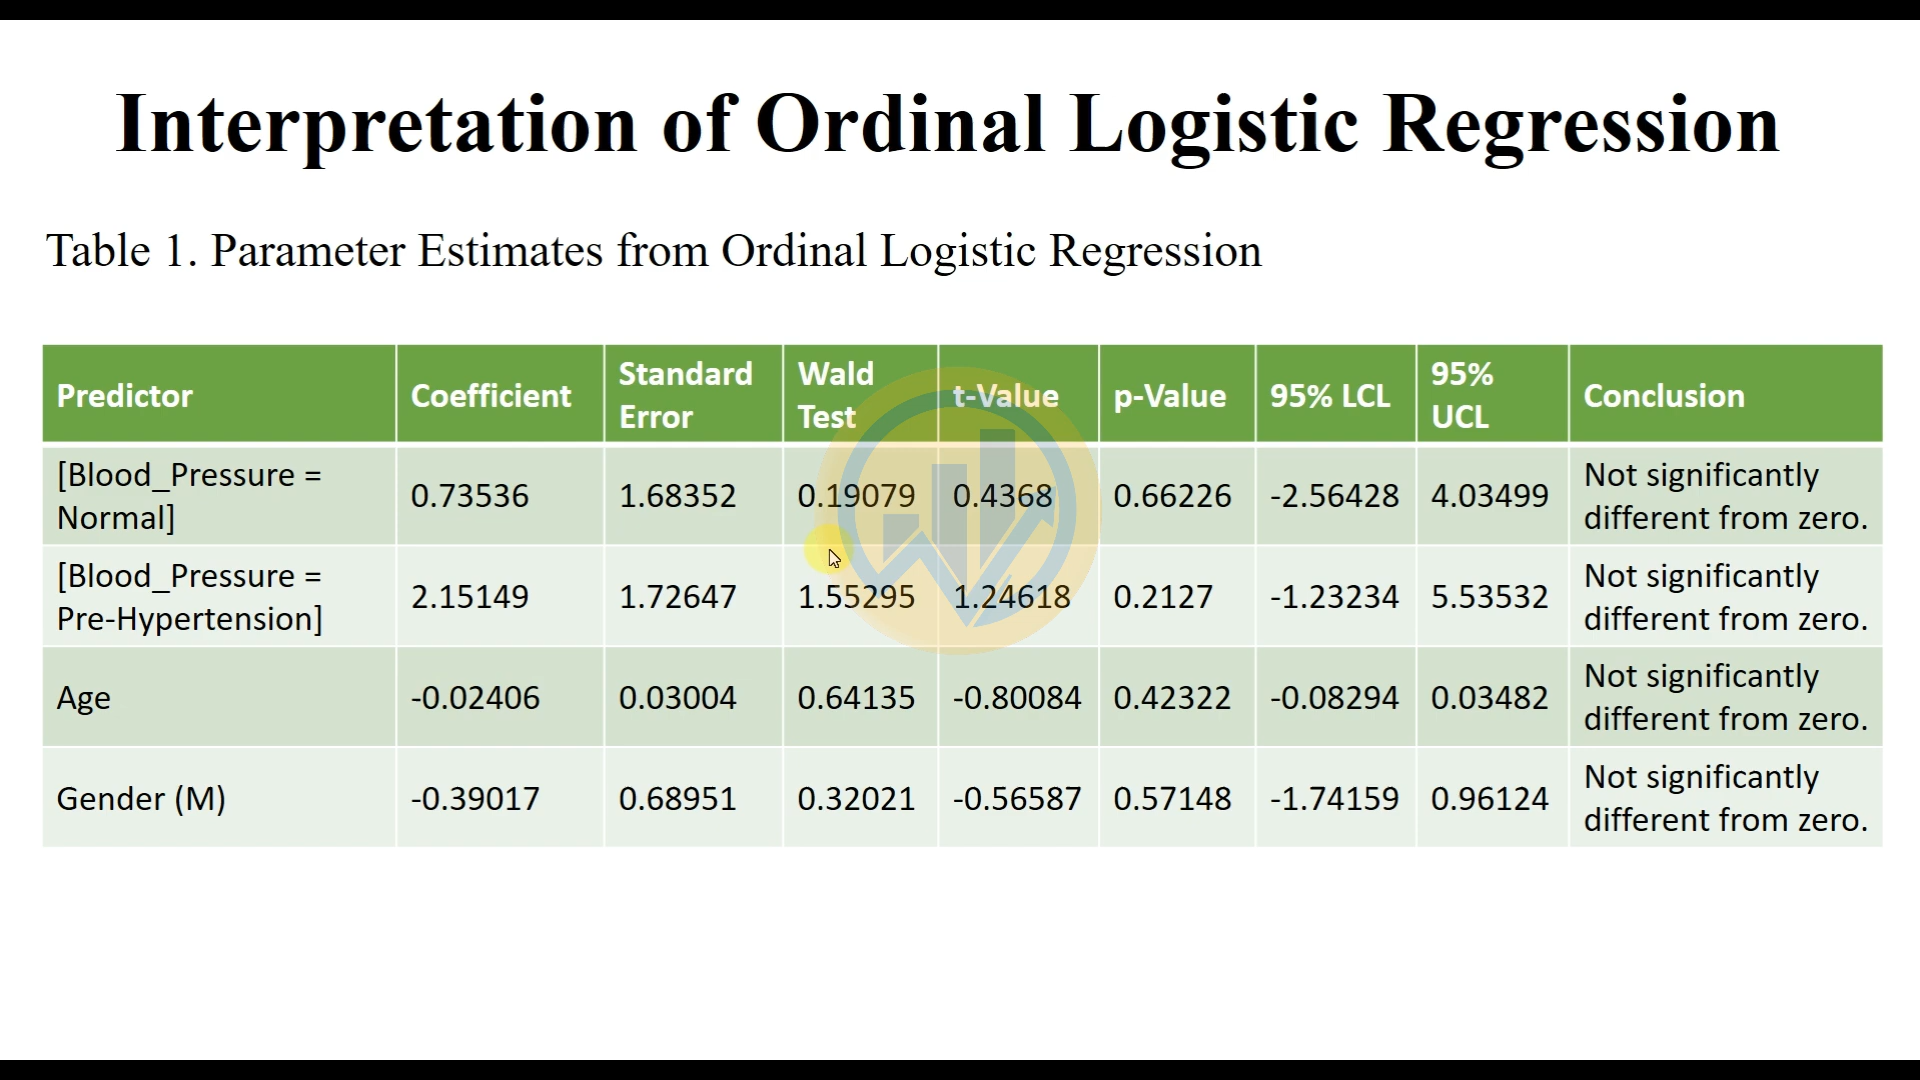 Interpretation of Ordinal Logistic Regression
Table 1. Parameter Estimates from Ordinal Logistic Regression
Predictor Coefficient Standard Error Wald Test t-Value p-Value 95% LCL 95% UCL Conclusion
[Blood_Pressure = Normal] 0.73536 1.68352 0.19079 0.4368 0.66226 -2.56428 4.03499 Not significantly different from zero.
[Blood_Pressure = Pre-Hypertension] 2.15149 1.72647 1.55295 1.24618 0.2127 -1.23234 5.53532 Not significantly different from zero.
Age -0.02406 0.03004 0.64135 -0.80084 0.42322 -0.08294 0.03482 Not significantly different from zero.
Gender (M) -0.39017 0.68951 0.32021 -0.56587 0.57148 -1.74159 0.96124 Not significantly different from zero.